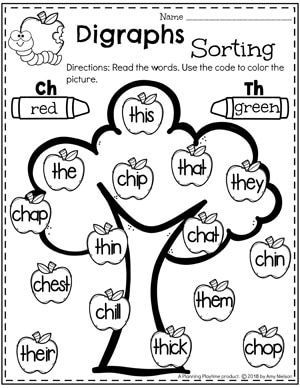 Name
Digraphs
Sorting
Directions: Read the words. Use the code to color the
picture.
Ch
Th
red
green
this
the
chip
that
they
chap
thin
chat
chin
chest
chill
them
their
thick
chop
A Planning Playtime product. © 2018 by Amy Nielson